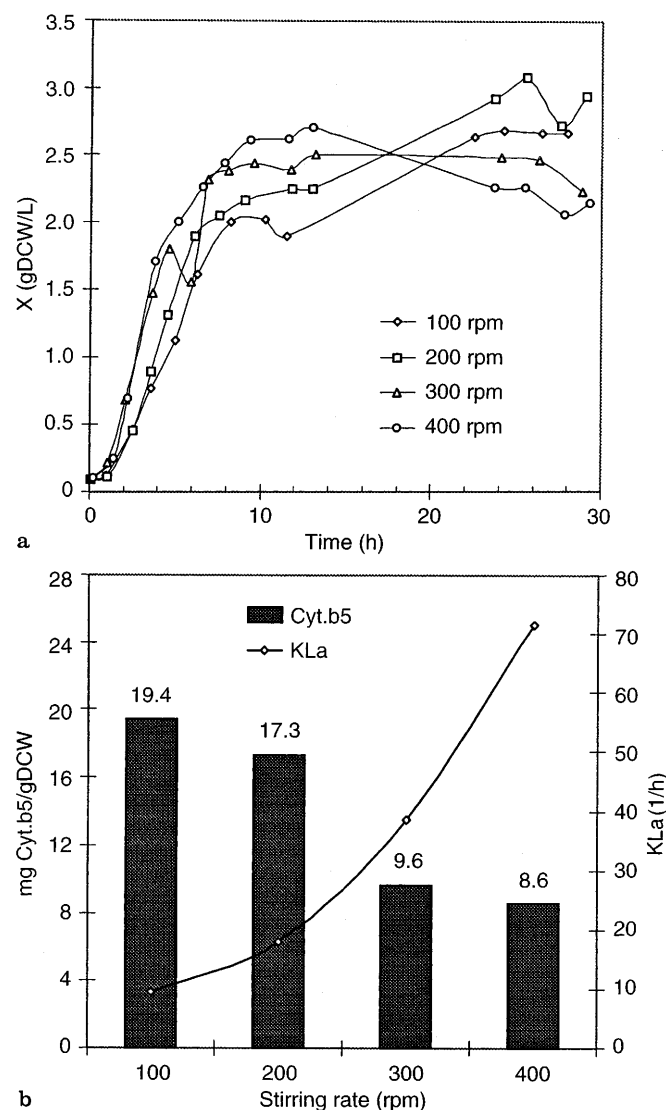 3.5
3.0
2.5
2.0
1.5
1.0
0.5
0
X (gDCW/L)
100 rpm
200 rpm
300 rpm
400 rpm
0 10 20 30
Time (h)
a
28
24
20
16
12
8
4
0
mg Cyt.b5/gDCW
Cyt.b5
KLa
19.4
17.3
9.6
8.6
80
70
60
50
40
30
20
10
0
KLa (1/h)
100 200 300 400
Stirring rate (rpm)
b